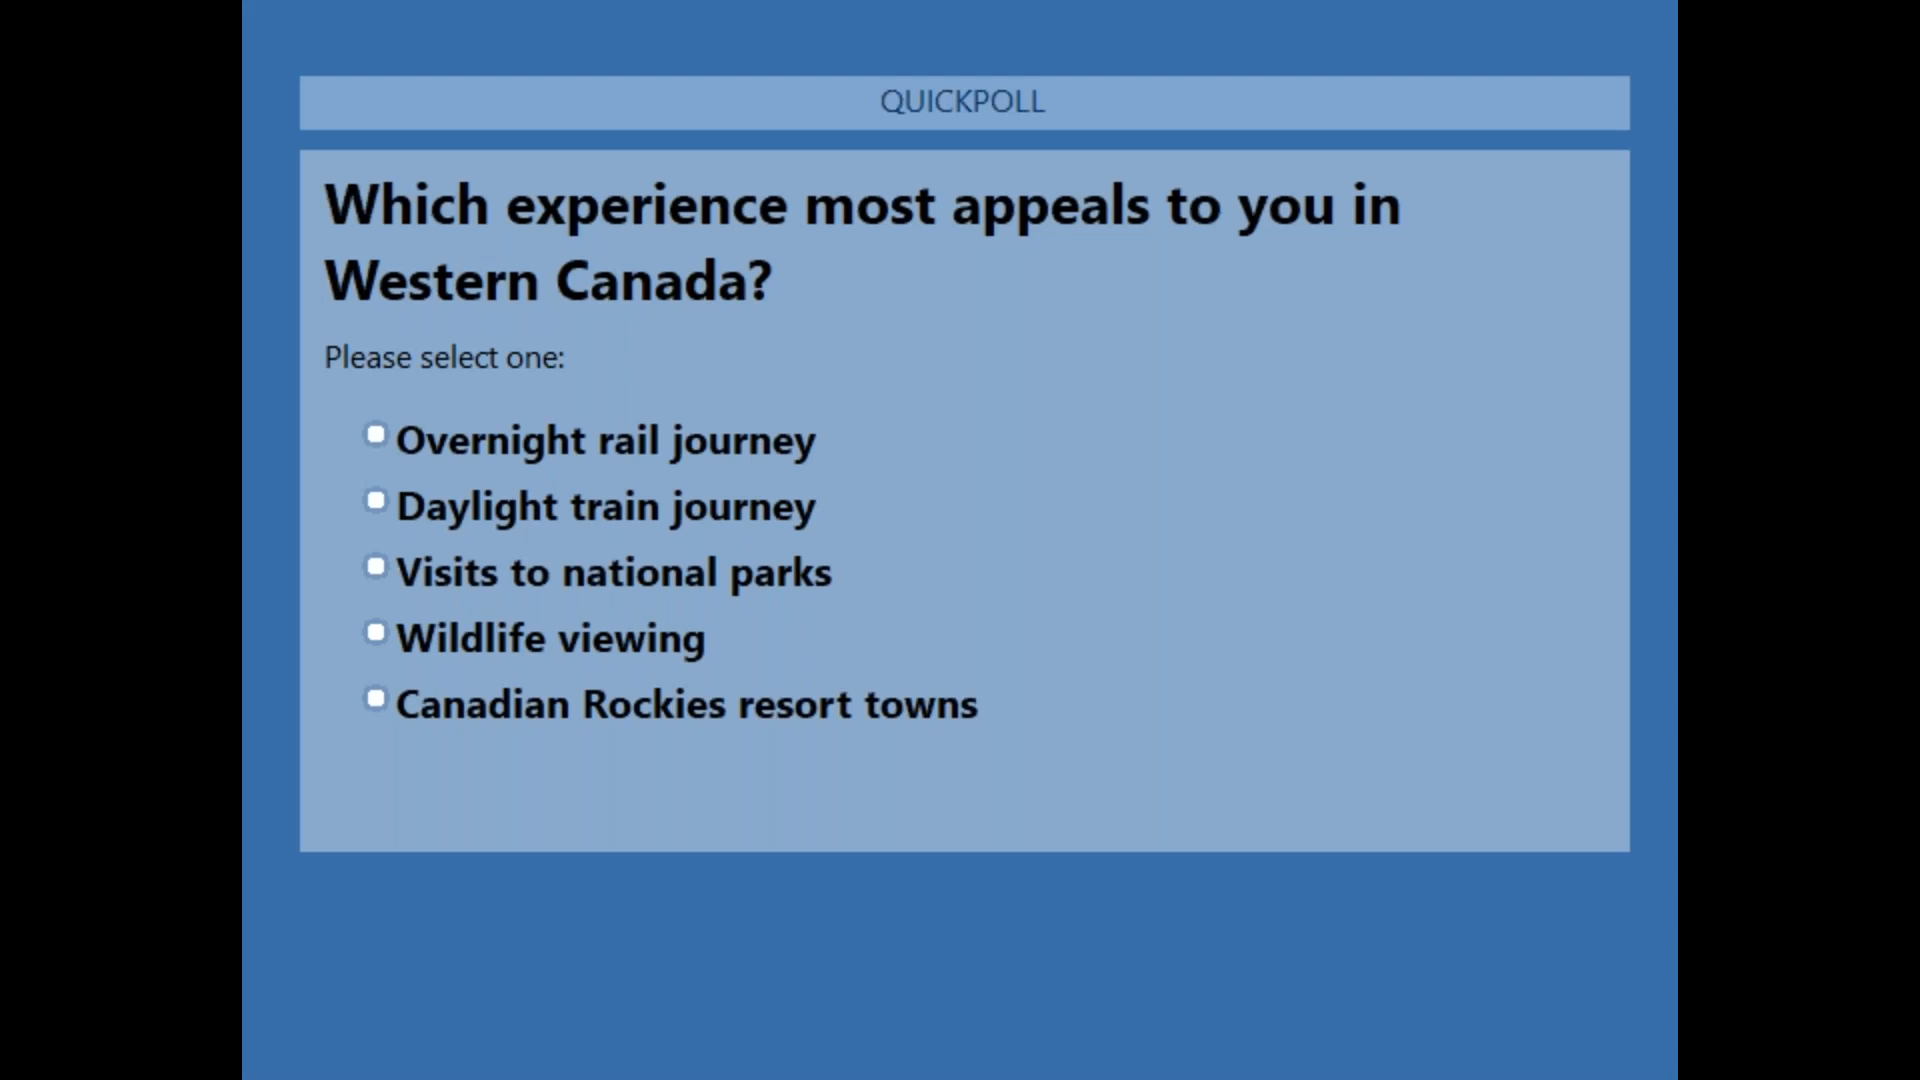 QUICKPOLL
Which experience most appeals to you in
Western Canada?
Please select one:
Overnight rail journey
Daylight train journey
Visits to national parks
Wildlife viewing
Canadian Rockies resort towns